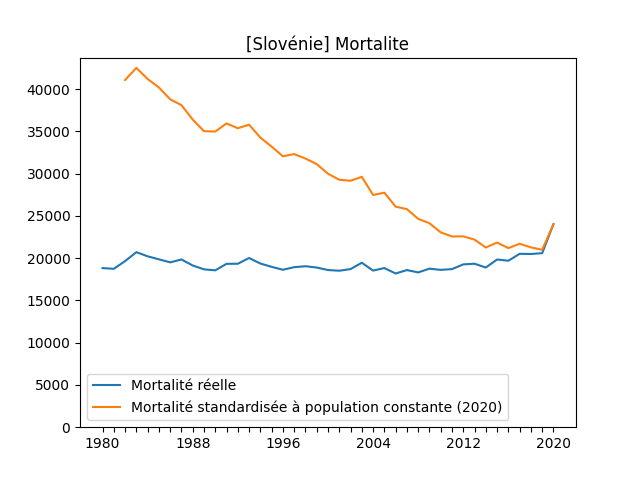 [Slovénie] Mortalite
40000
35000
30000
25000
20000
15000
10000
5000
0
Mortalité réelle
Mortalité standardisée à population constante (2020)
1980 1988 1996 2004 2012 2020